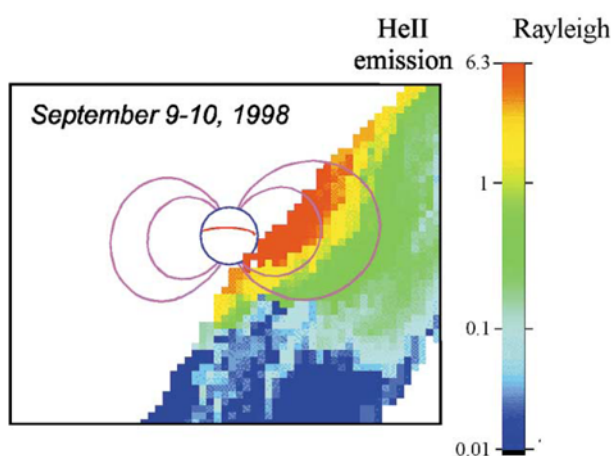 HeII
emission
Rayleigh
September 9-10, 1998
6.3
1
0.1
0.01